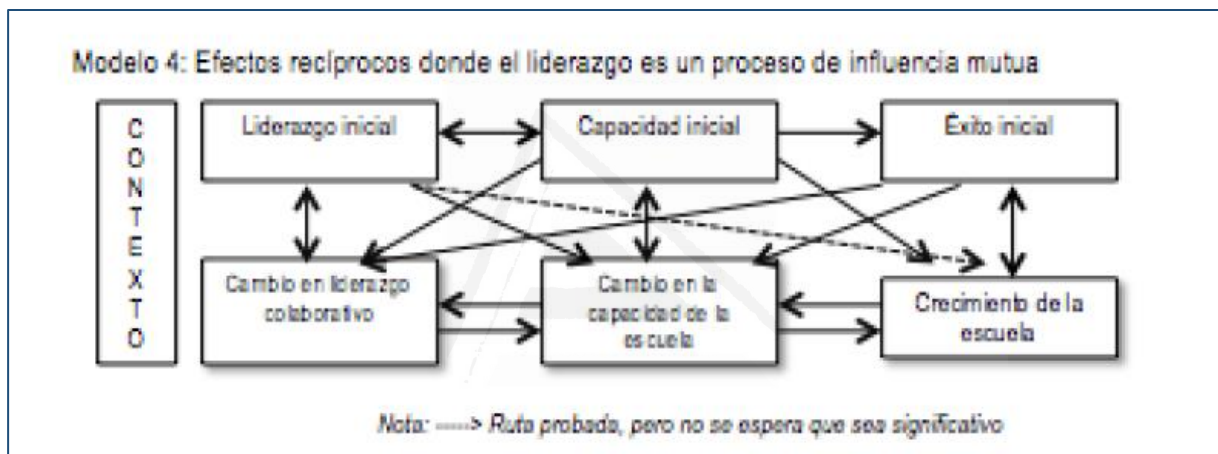 Modelo 4: Efectos recíprocos donde el liderazgo es un proceso de influencia mutua
C
O
N
T
E
X
T
O
Liderazgo inicial
Capacidad inicial
Éxito inicial
Cambio en liderazgo
colaborativo
Cambio en la
capacidad de la
escuela
Crecimiento de la
escuela
Nota: -----> Ruta probada, pero no se espera que sea significativo